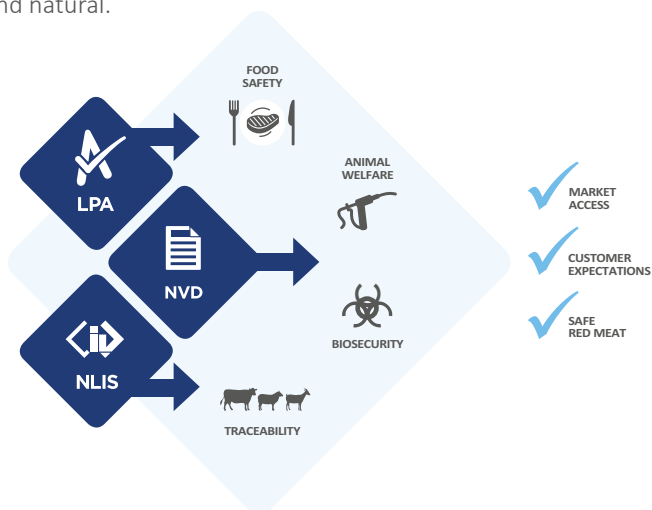 nd natural.
FOOD
SAFETY
LPA
ANIMAL
WELFARE
MARKET
ACCESS
NVD
CUSTOMER
EXPECTATIONS
BIOSECURITY
SAFE
RED MEAT
NLIS
TRACEABILITY